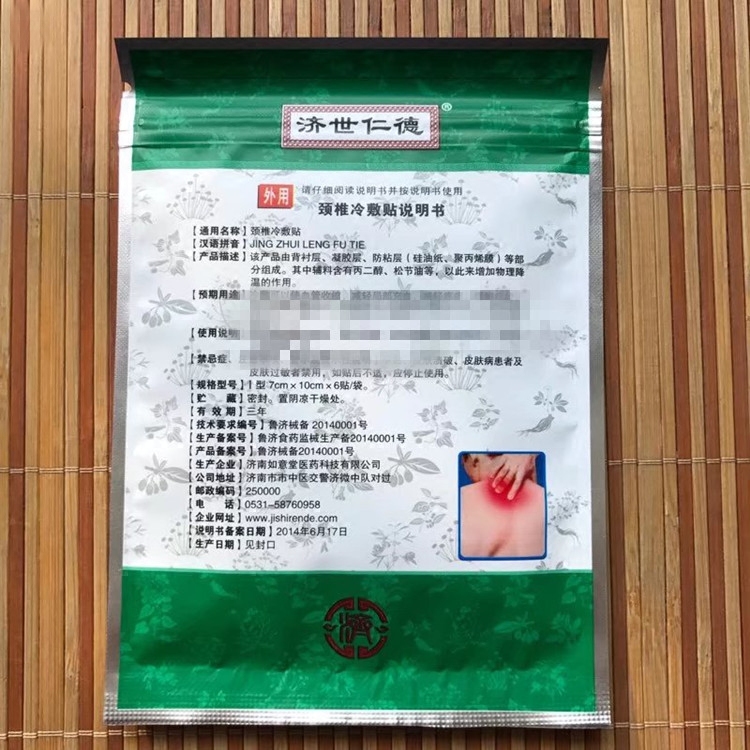 济世仁德®
外用 请仔细阅读说明书并按说明书使用
颈椎冷敷贴说明书
【通用名称】颈椎冷敷贴
【汉语拼音】JING ZHUI LENG FU TIE
【产品描述】该产品由背衬层、凝胶层、防粘层（硅油纸、聚丙烯膜）等部
分组成。其中辅料含有丙二醇、松节油等，以此来增加物理降
温的作用。
【预期用途】
【使用说明
【禁忌症、 破、皮肤病患者及
皮肤过敏者禁用，如贴后不适，应停止使用。
【规格型号】I 型 7cm×10cm×6贴/袋。
【贮 藏】密封。置阴凉干燥处。
【有 效 期】三年
【技术要求编号】鲁济械备 20140001号
【生产备案号】鲁济食药监械生产备20140001号
【产品备案号】鲁济械备20140001号
【生产企业】济南如意堂医药科技有限公司
【公司地址】济南市市中区交警济微中队对过
【邮政编码】250000
【电 话】0531-58760958
【企业网址】www.jishirende.com
【说明书备案日期】2014年6月17日
【生产日期】见封口
濟